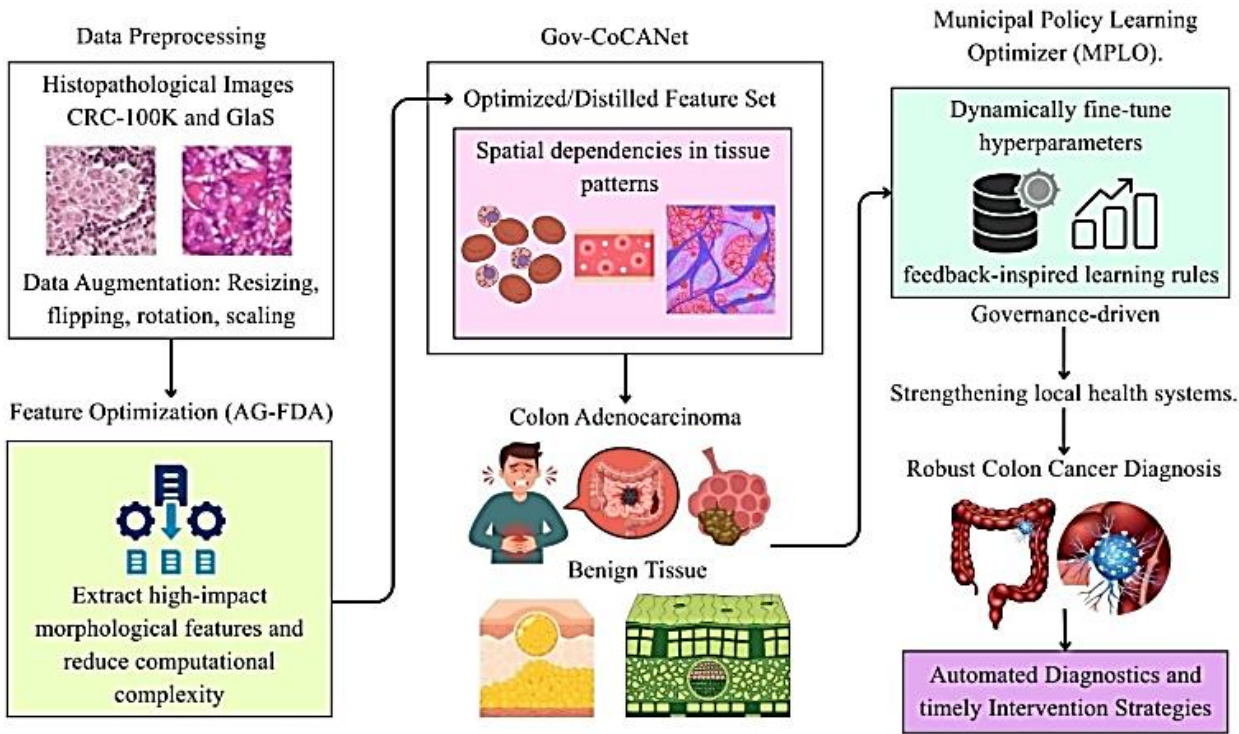 Data Preprocessing
Histopathological Images
CRC-100K and GlaS
Data Augmentation: Resizing,
flipping, rotation, scaling
Feature Optimization (AG-FDA)
Extract high-impact
morphological features and
reduce computational
complexity
Gov-CoCANet
Optimized/Distilled Feature Set
Spatial dependencies in tissue
patterns
Colon Adenocarcinoma
Benign Tissue
Municipal Policy Learning
Optimizer (MPLO).
Dynamically fine-tune
hyperparameters
feedback-inspired learning rules
Governance-driven
Strengthening local health systems.
Robust Colon Cancer Diagnosis
Automated Diagnostics and
timely Intervention Strategies